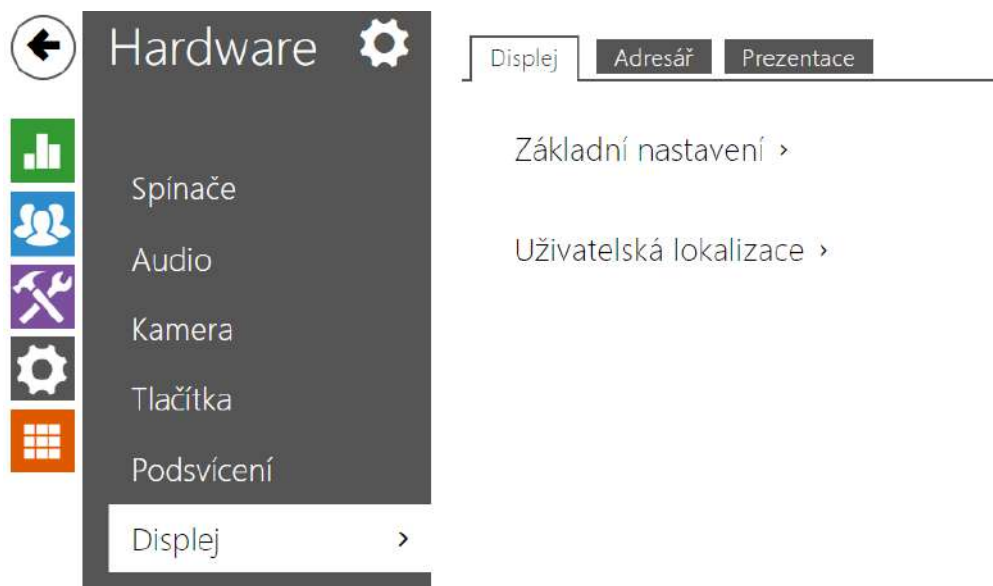 Hardware
Spínače
Audio
Kamera
Tlačítka
Podsvícení
Displej
Displej
Adresář
Prezentace
Základní nastavení
Uživatelská lokalizace